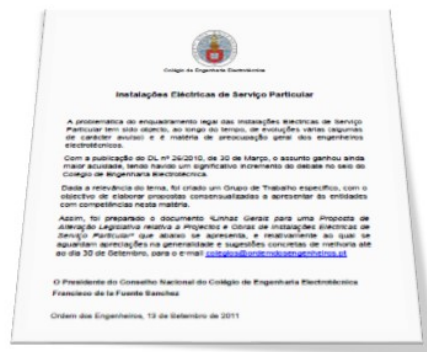 Colégio de Engenharia Electrotécnica
Instalações Eléctricas de Serviço Particular
A problemática do enquadramento legal das Instalações Eléctricas de Serviço
Particular tem sido objecto, ao longo do tempo, de evoluções várias (algumas
de carácter avulso) e é matéria de preocupação geral dos engenheiros
electrotécnicos.
Com a publicação do DL nº 26/2010, de 30 de Março, o assunto ganhou ainda
maior acuidade, tendo havido um significativo incremento do debate no seio do
Colégio de Engenharia Electrotécnica.
Dada a relevância do tema, foi criado um Grupo de Trabalho específico, com o
objectivo de elaborar propostas consensualizadas a apresentar às entidades
com competências nesta matéria.
Assim, foi preparado o documento "Linhas Gerais para uma Proposta de
Alteração Legislativa relativa a Projectos e Obras de Instalações Eléctricas de
Serviço Particular" que abaixo se apresenta, e relativamente ao qual se
aguardam apreciações na generalidade e sugestões concretas de melhoria até
ao dia 30 de Setembro, para o e-mail colegios@ordemdosengenheiros.pt
O Presidente do Conselho Nacional do Colégio de Engenharia Electrotécnica
Francisco de la Fuente Sanches
Ordem dos Engenheiros, 13 de Setembro de 2011